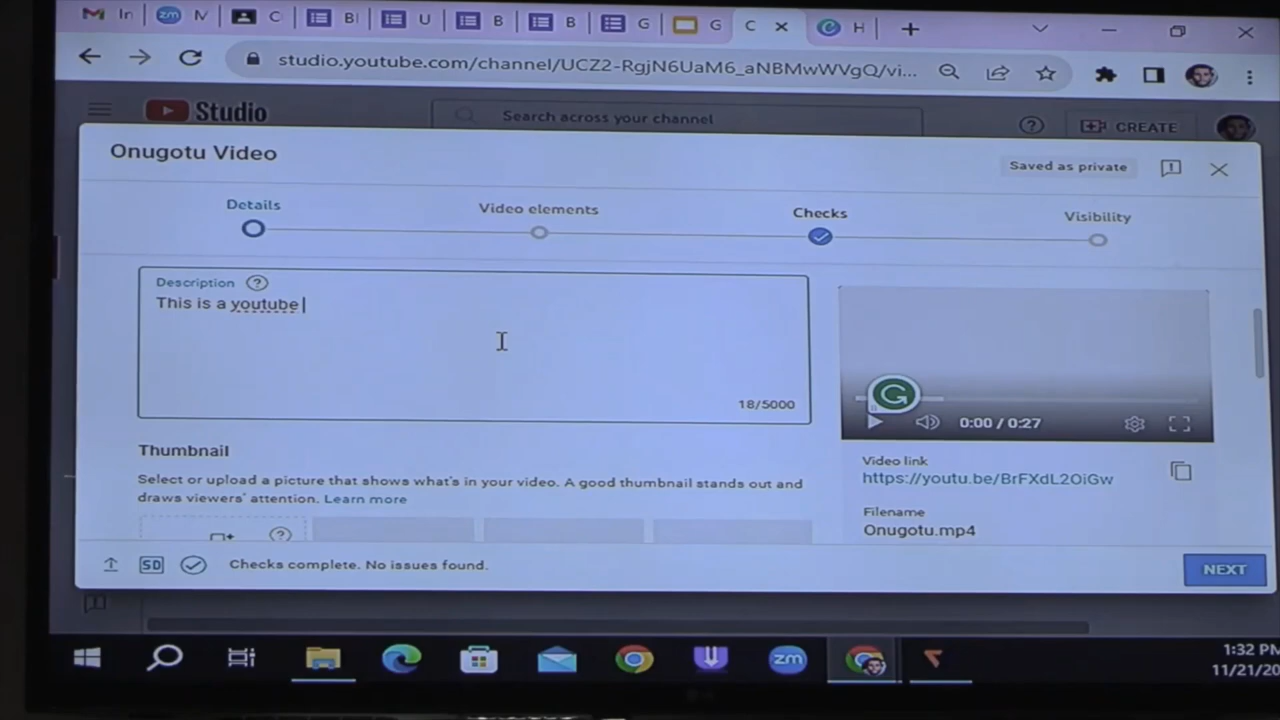 In
zm
C
U
B
B
G
G
C
H
studio.youtube.com/channel/UCZ2-RgjN6UaM6_aNBMwWVgQ/vi...
Studio
Search across your channel
CREATE
Onugotu Video
Saved as private
Details
Video elements
Checks
Visibility
Description
This is a youtube
18/5000
0:00 / 0:27
Thumbnail
Select or upload a picture that shows what's in your video. A good thumbnail stands out and
draws viewers' attention. Learn more
Video link
https://youtu.be/BrFXdL2OiGw
Filename
Onugotu.mp4
SD
Checks complete. No issues found.
NEXT
zm
1:32 PM
11/21/20